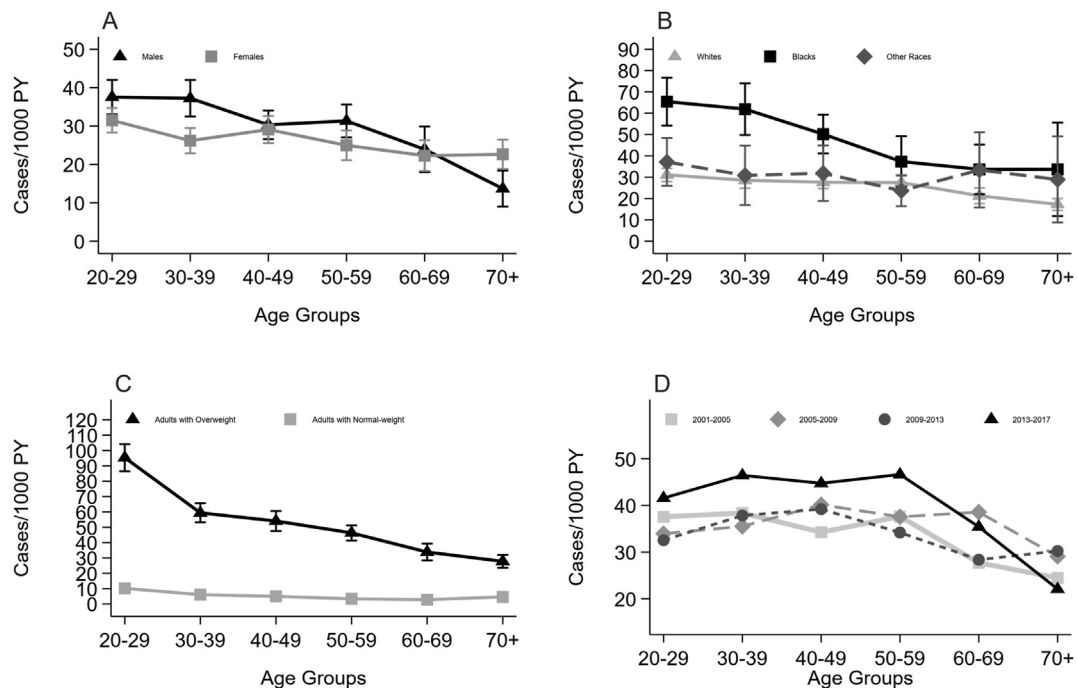 A
Males Females
Cases/1000 PY
50
40
30
20
10
0
20-29 30-39 40-49 50-59 60-69 70+
Age Groups
B
Whites Blacks Other Races
Cases/1000 PY
90
80
70
60
50
40
30
20
10
0
20-29 30-39 40-49 50-59 60-69 70+
Age Groups
C
Adults with Overweight Adults with Normal-weight
Cases/1000 PY
120
110
100
90
80
70
60
50
40
30
20
10
0
20-29 30-39 40-49 50-59 60-69 70+
Age Groups
D
2001-2005 2005-2009 2009-2013 2013-2017
Cases/1000 PY
50
40
30
20
20-29 30-39 40-49 50-59 60-69 70+
Age Groups